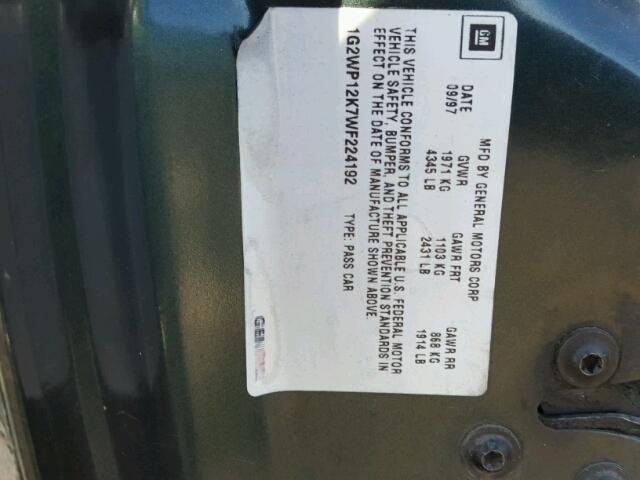 GM
MFD BY GENERAL MOTORS CORP
DATE GVWR GAWR FRT GAWR RR
09/97 1971 KG 1103 KG 868 KG
4345 LB 2431 LB 1914 LB
THIS VEHICLE CONFORMS TO ALL APPLICABLE U.S. FEDERAL MOTOR
VEHICLE SAFETY, BUMPER, AND THEFT PREVENTION STANDARDS IN
EFFECT ON THE DATE OF MANUFACTURE SHOWN ABOVE.
1G2WP12K7WF224192 TYPE: PASS CAR